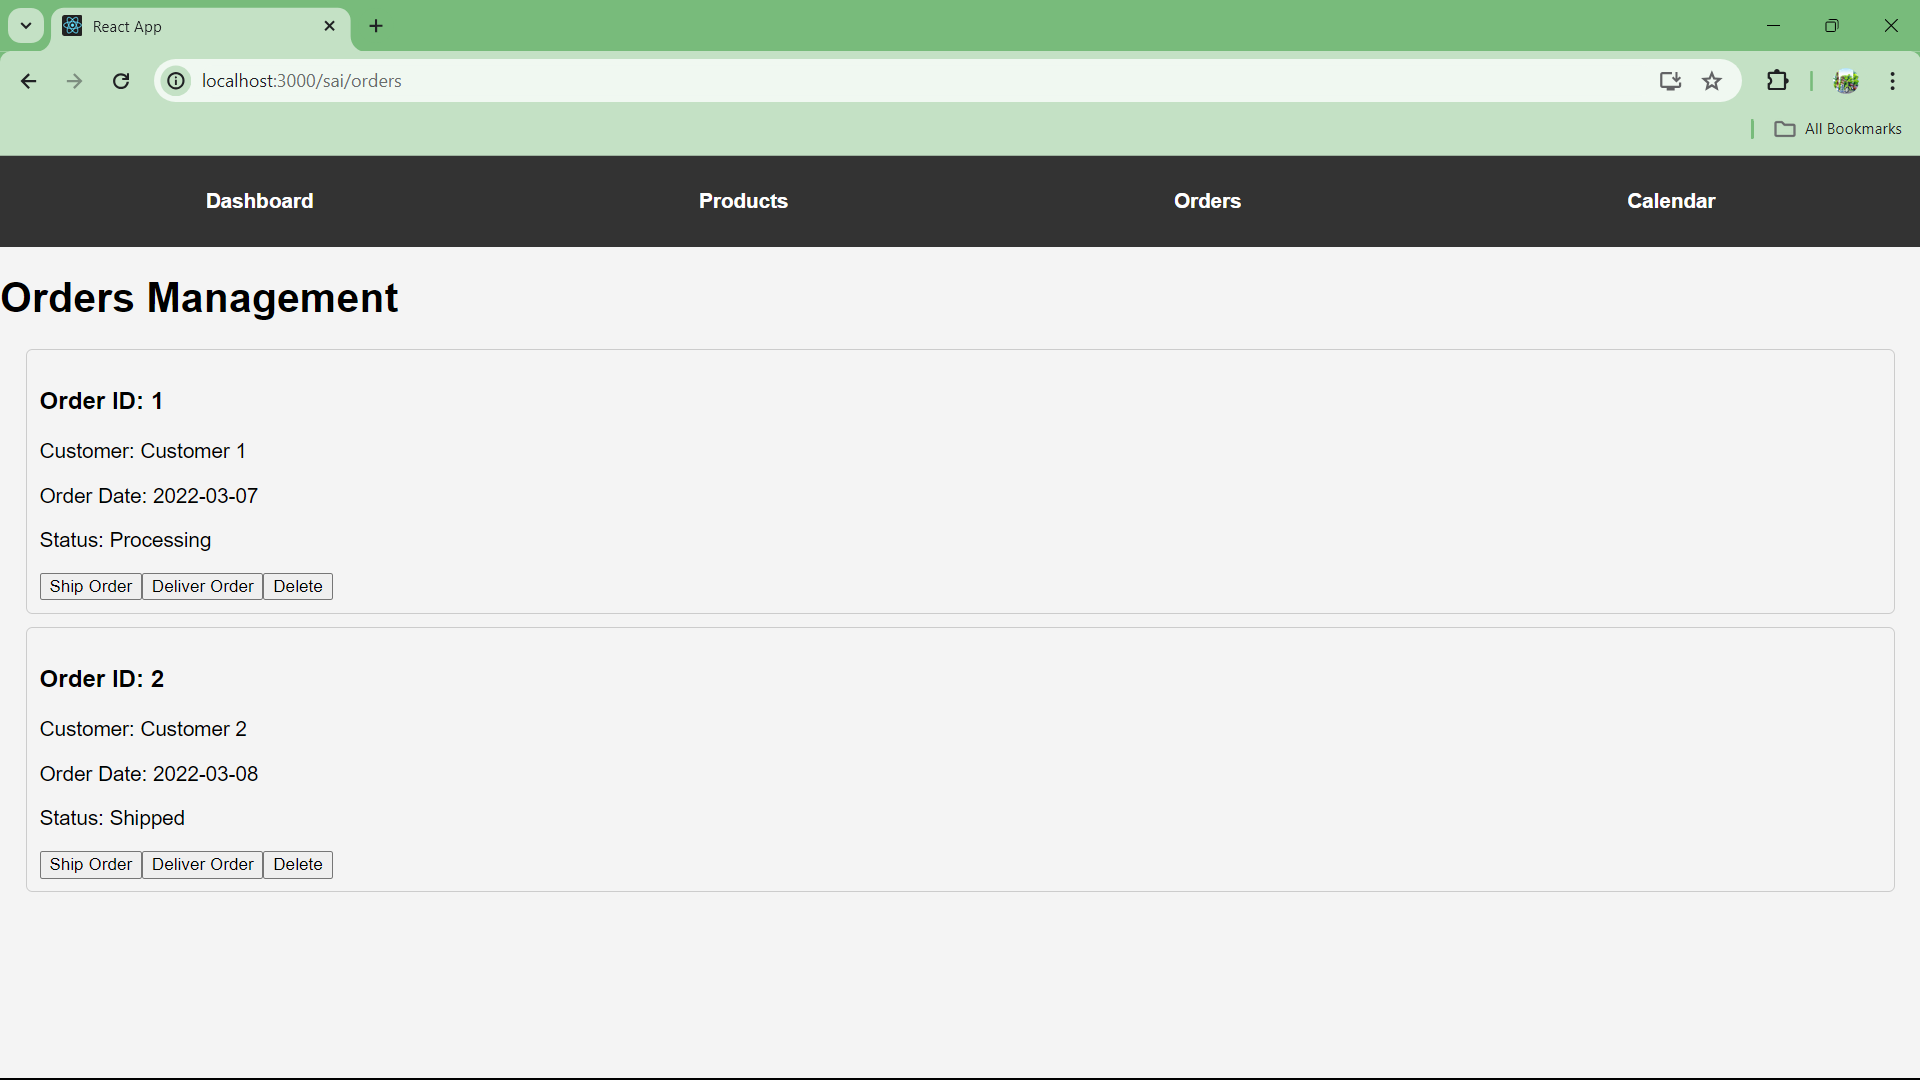 React App
localhost:3000/sai/orders
All Bookmarks
Dashboard Products Orders Calendar
Orders Management
Order ID: 1
Customer: Customer 1
Order Date: 2022-03-07
Status: Processing
Ship Order Deliver Order Delete
Order ID: 2
Customer: Customer 2
Order Date: 2022-03-08
Status: Shipped
Ship Order Deliver Order Delete